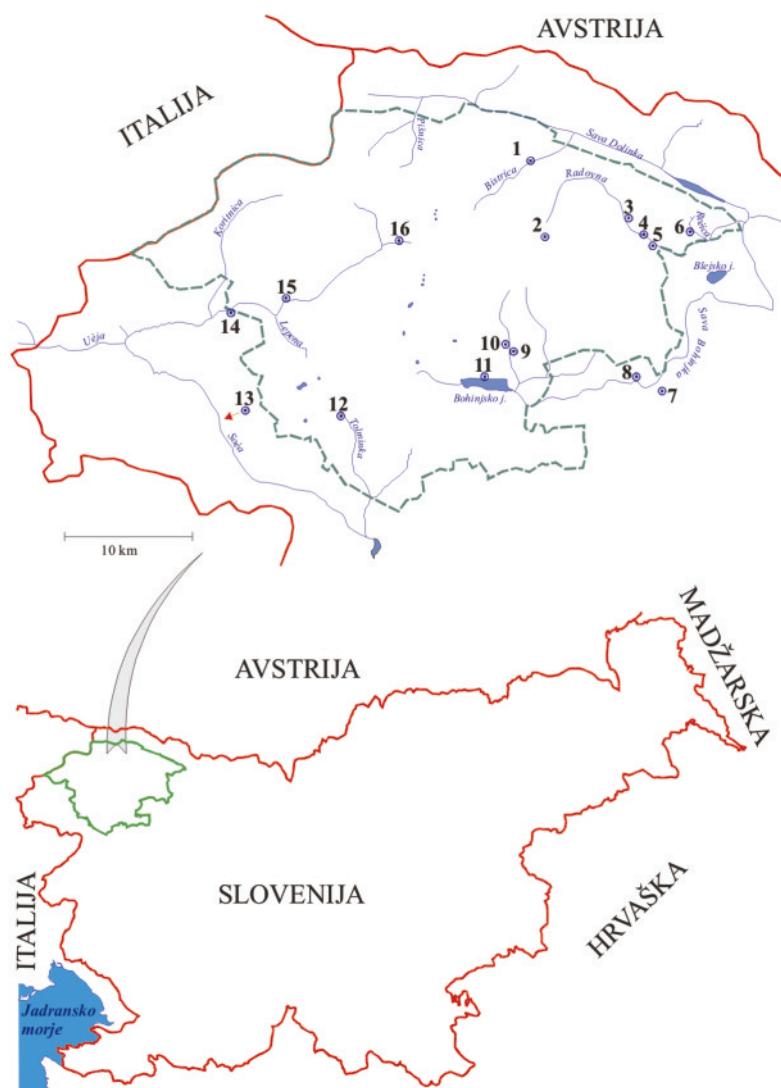 AVSTRIJA
ITALIJA
Pišnica
Sava Dolinka
1
Bistrica
Radovna
Koritnica
3
4
5
6
Rečica
2
16
Blejsko j.
15
14
Lepena
Učja
Sava Bohinjka
10
9
11
8
7
Bohinjsko j.
13
12
Tolminka
Soča
10 km
AVSTRIJA
MADŽARSKA
SLOVENIJA
ITALIJA
HRVAŠKA
Jadransko
morje